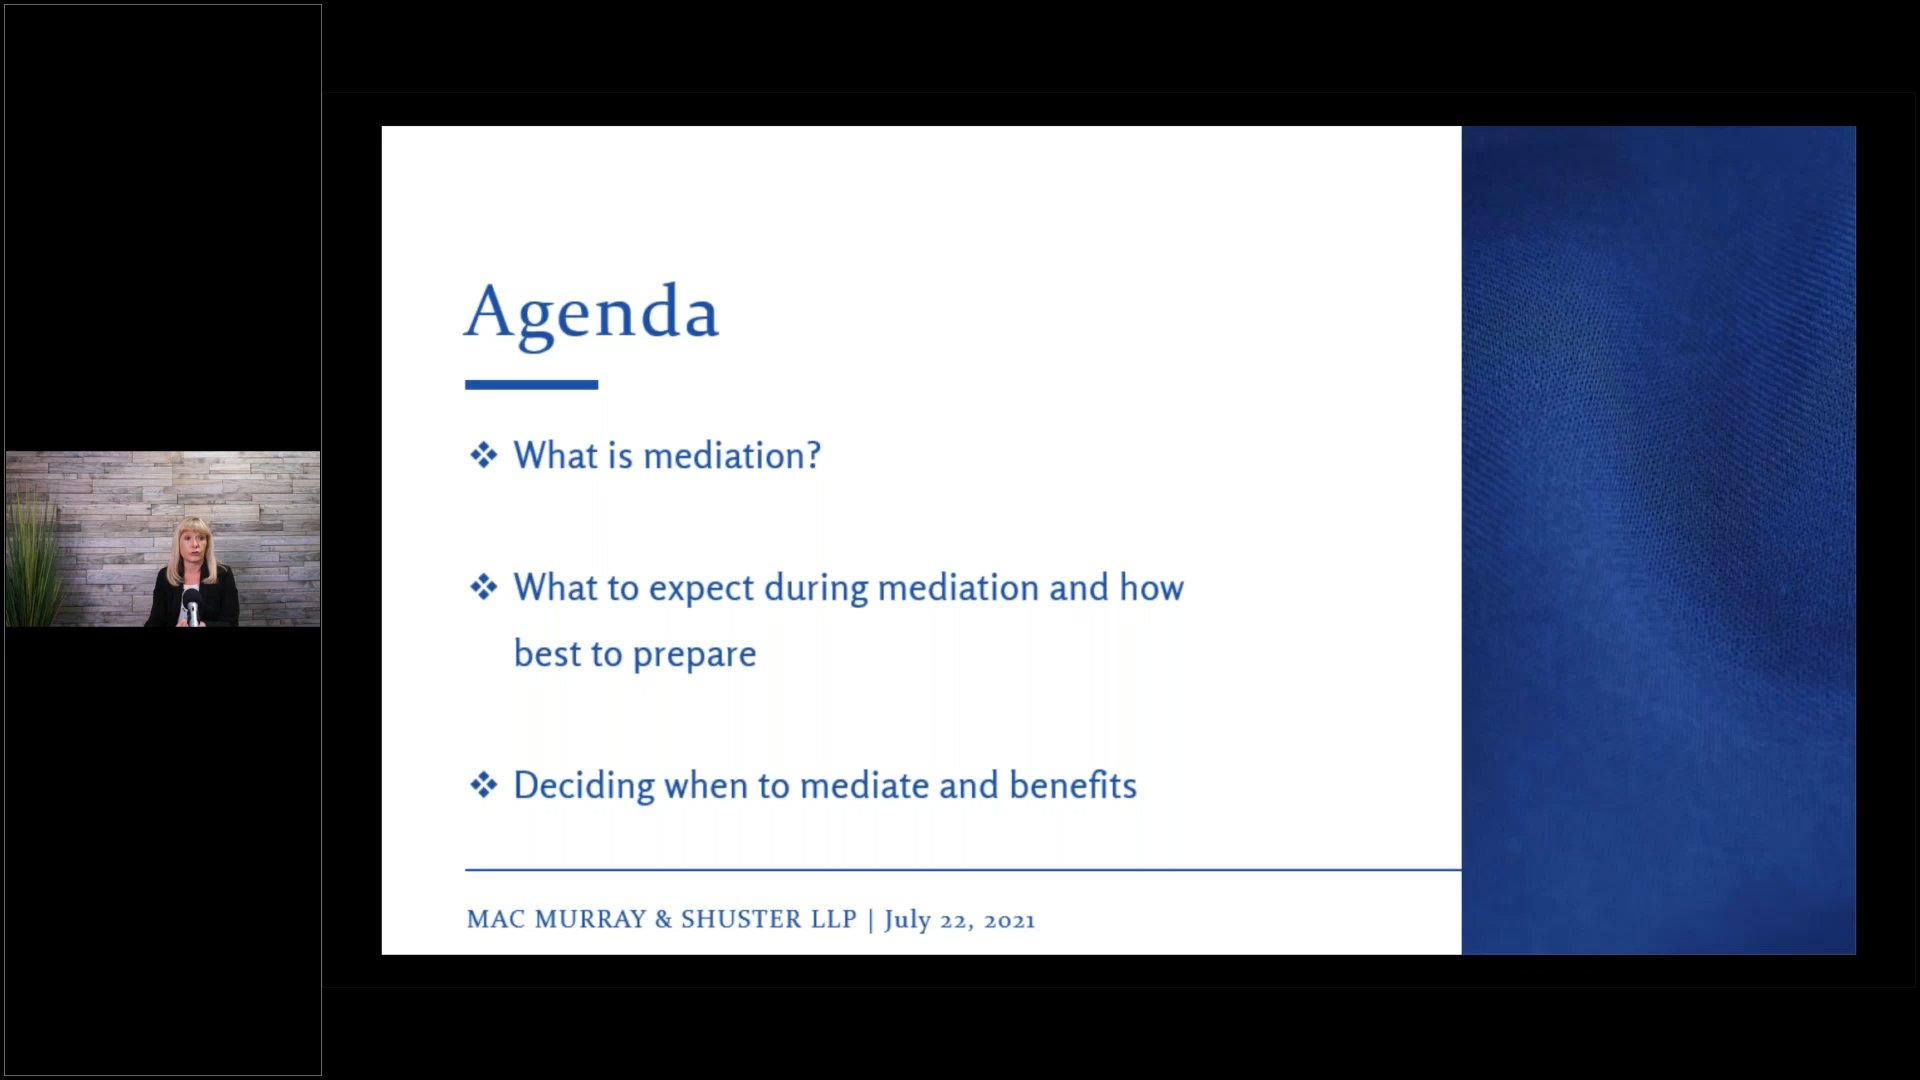 Agenda
❖ What is mediation?
❖ What to expect during mediation and how
best to prepare
❖ Deciding when to mediate and benefits
MAC MURRAY & SHUSTER LLP | July 22, 2021